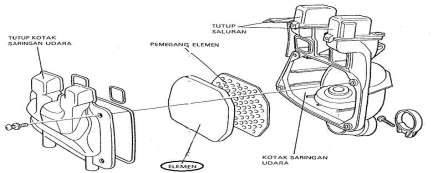 TUTUP
SALURAN
TUTUP KOTAK
SARINGAN UDARA
PEMEGANG ELEMEN
KOTAK SARINGAN
UDARA
ELEMEN